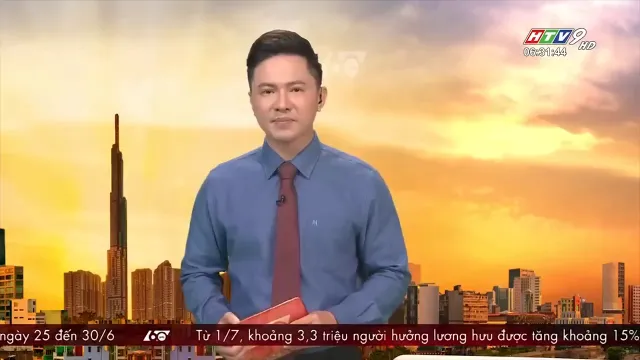 HTV9 HD
06:31:44
ngày 25 đến 30/6 60 Từ 1/7, khoảng 3,3 triệu người hưởng lương hưu được tăng khoảng 15%